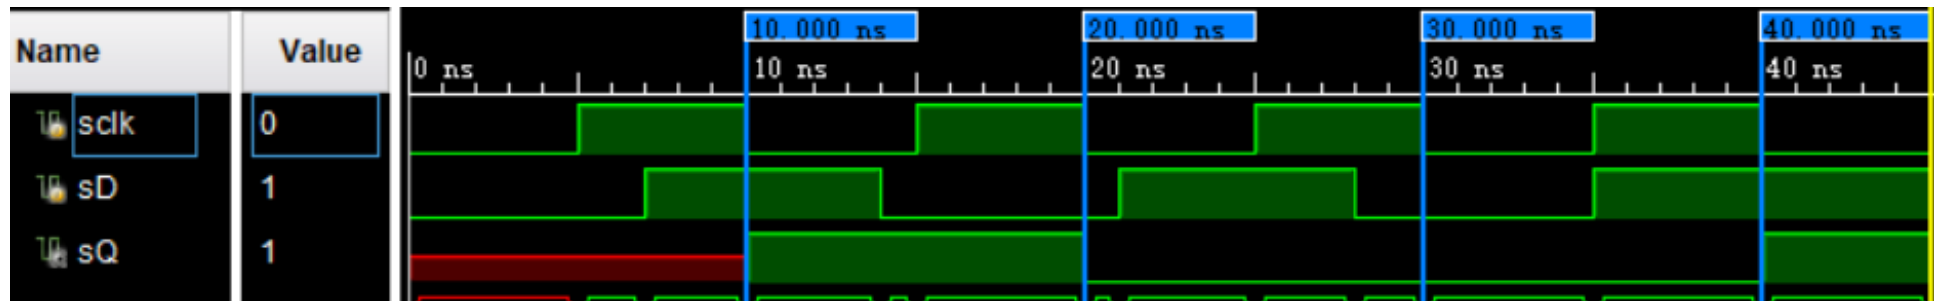 Name Value
10.000 ns 20.000 ns 30.000 ns 40.000 ns
0 ns 10 ns 20 ns 30 ns 40 ns
sclk 0
sD 1
sQ 1